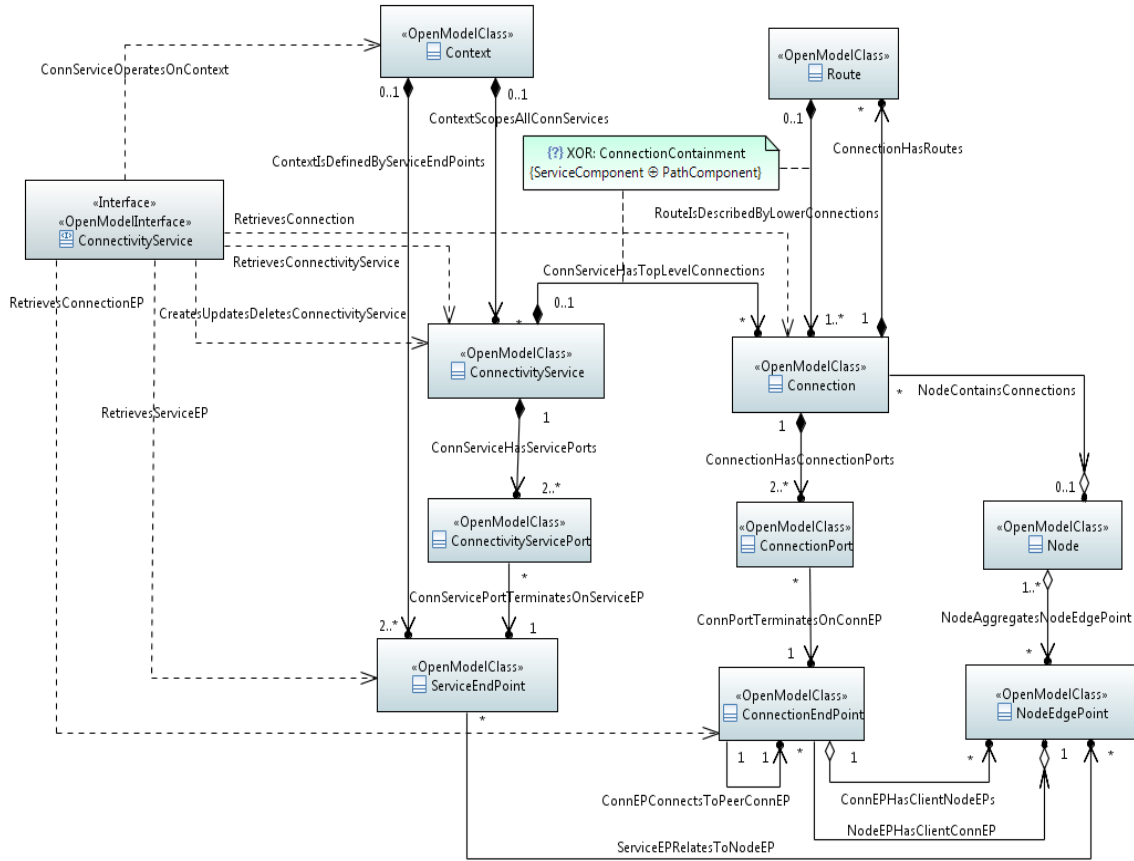 «OpenModelClass»
Context
«OpenModelClass»
Route
ConnServiceOperatesOnContext
0..1
0..1
0..1
*
ContextScopesAllConnServices
{?} XOR: ConnectionContainment
{ServiceComponent ⊕ PathComponent}
ConnectionHasRoutes
ContextIsDefinedByServiceEndPoints
«Interface»
«OpenModelInterface»
ConnectivityService
RetrievesConnection
RouteIsDescribedByLowerConnections
RetrievesConnectivityService
ConnServiceHasTopLevelConnections
RetrievesConnectionEP
CreatesUpdatesDeletesConnectivityService
0..1
*
*
1..*
1
«OpenModelClass»
ConnectivityService
«OpenModelClass»
Connection
*
NodeContainsConnections
RetrievesServiceEP
1
1
ConnServiceHasServicePorts
ConnectionHasConnectionPorts
2..*
2..*
0..1
«OpenModelClass»
ConnectivityServicePort
«OpenModelClass»
ConnectionPort
«OpenModelClass»
Node
*
*
1..*
ConnServicePortTerminatesOnServiceEP
ConnPortTerminatesOnConnEP
NodeAggregatesNodeEdgePoint
2..*
1
1
*
«OpenModelClass»
ServiceEndPoint
«OpenModelClass»
ConnectionEndPoint
«OpenModelClass»
NodeEdgePoint
*
1
1
*
1
*
1
*
ConnEPConnectsToPeerConnEP
ConnEPHasClientNodeEPs
NodeEPHasClientConnEP
ServiceEPRelatesToNodeEP